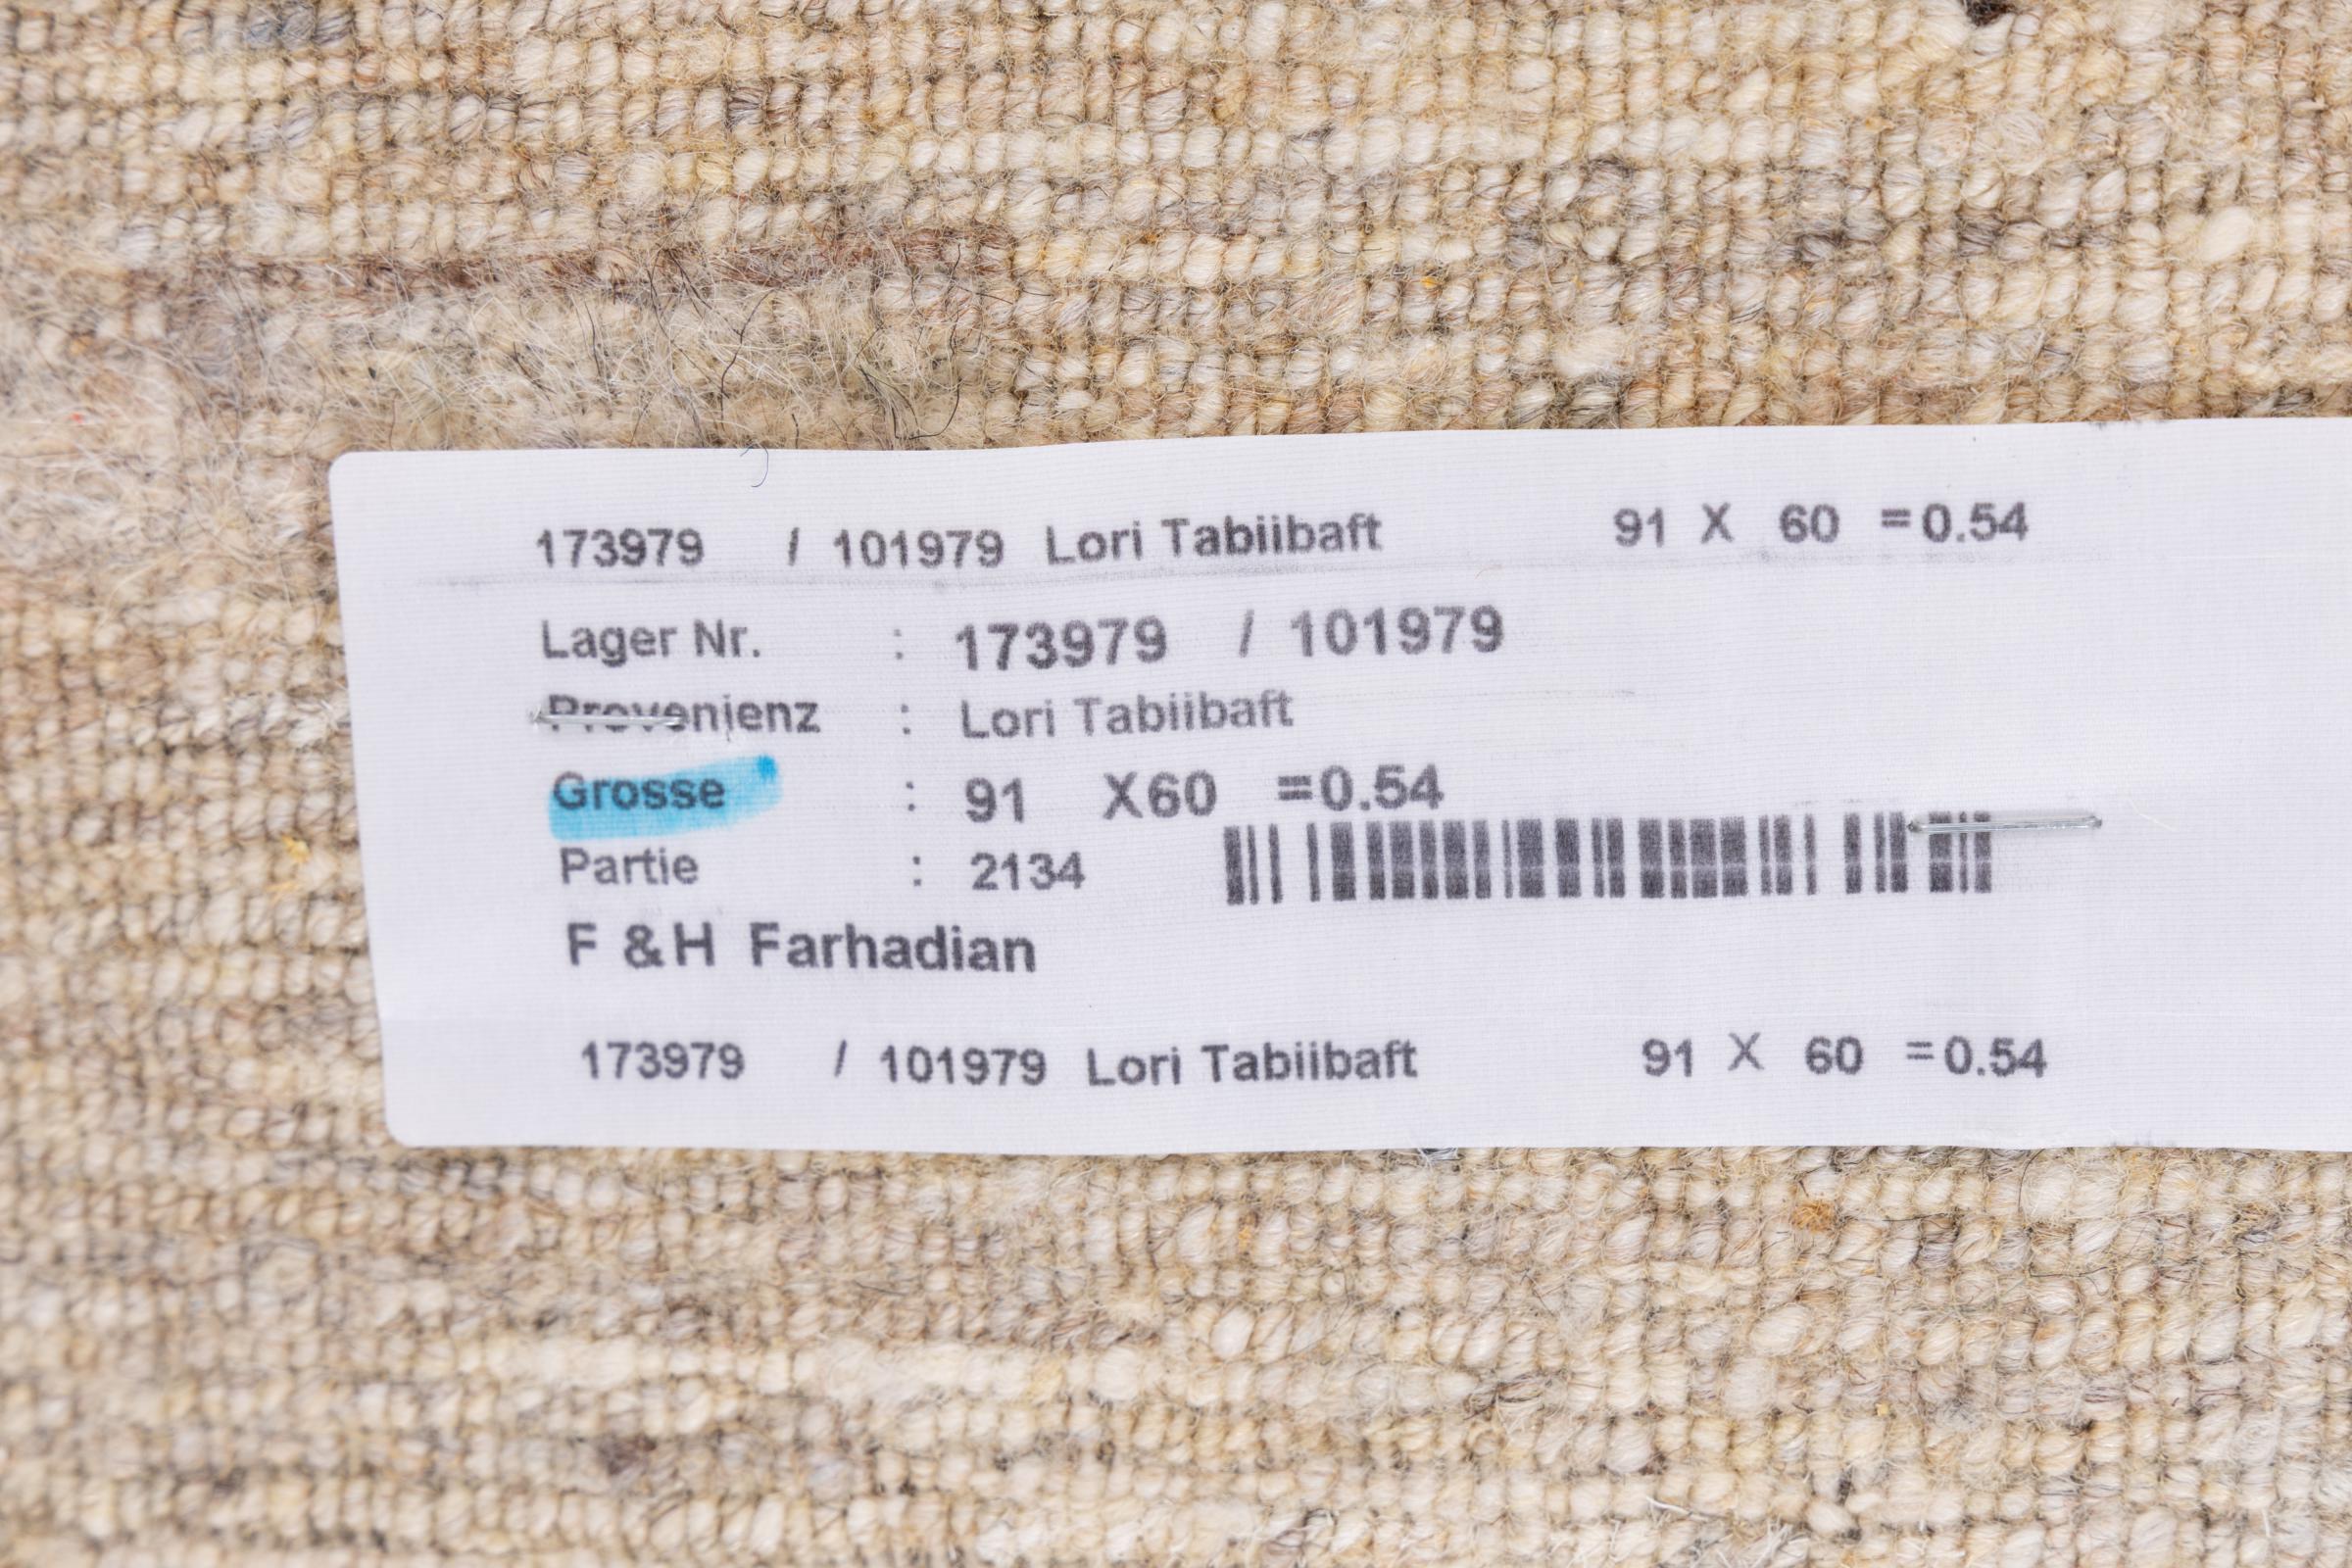 173979 / 101979 Lori Tabiibaft 91 X 60 =0.54
Lager Nr. : 173979 / 101979
Provenienz : Lori Tabiibaft
Grosse : 91 X60 =0.54
Partie : 2134
F &H Farhadian
173979 / 101979 Lori Tabiibaft 91 X 60 =0.54